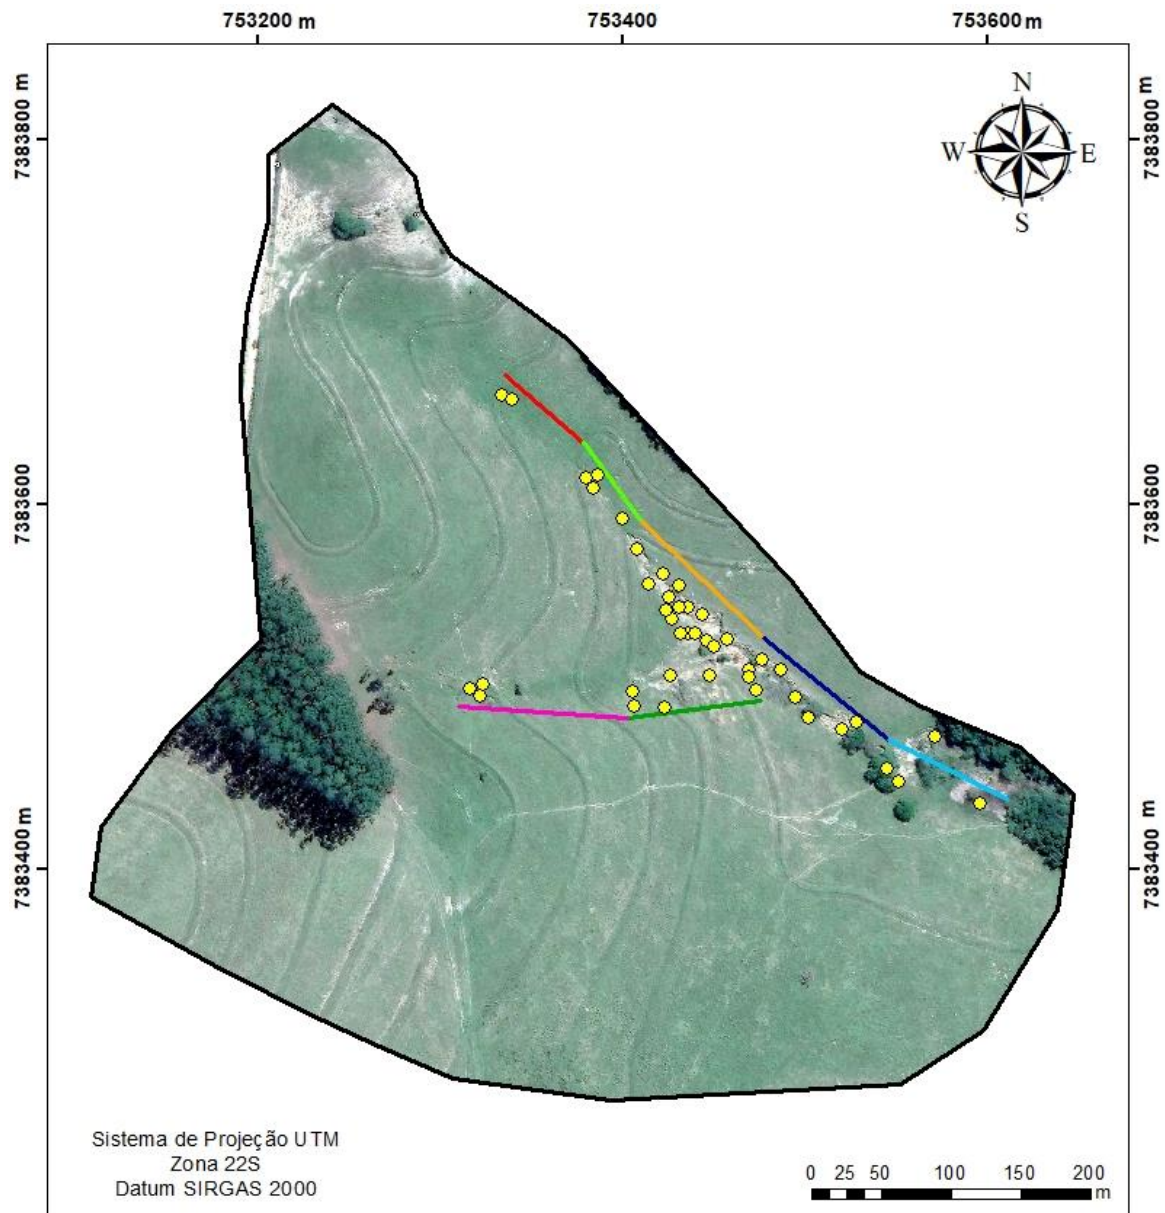 753200 m
753400
753600 m
7383800 m
7383800 m
N
W E
S
7383600
7383600
7383400 m
7383400 m
Sistema de Projeção UTM
Zona 22S
Datum SIRGAS 2000
0 25 50 100 150 200
m